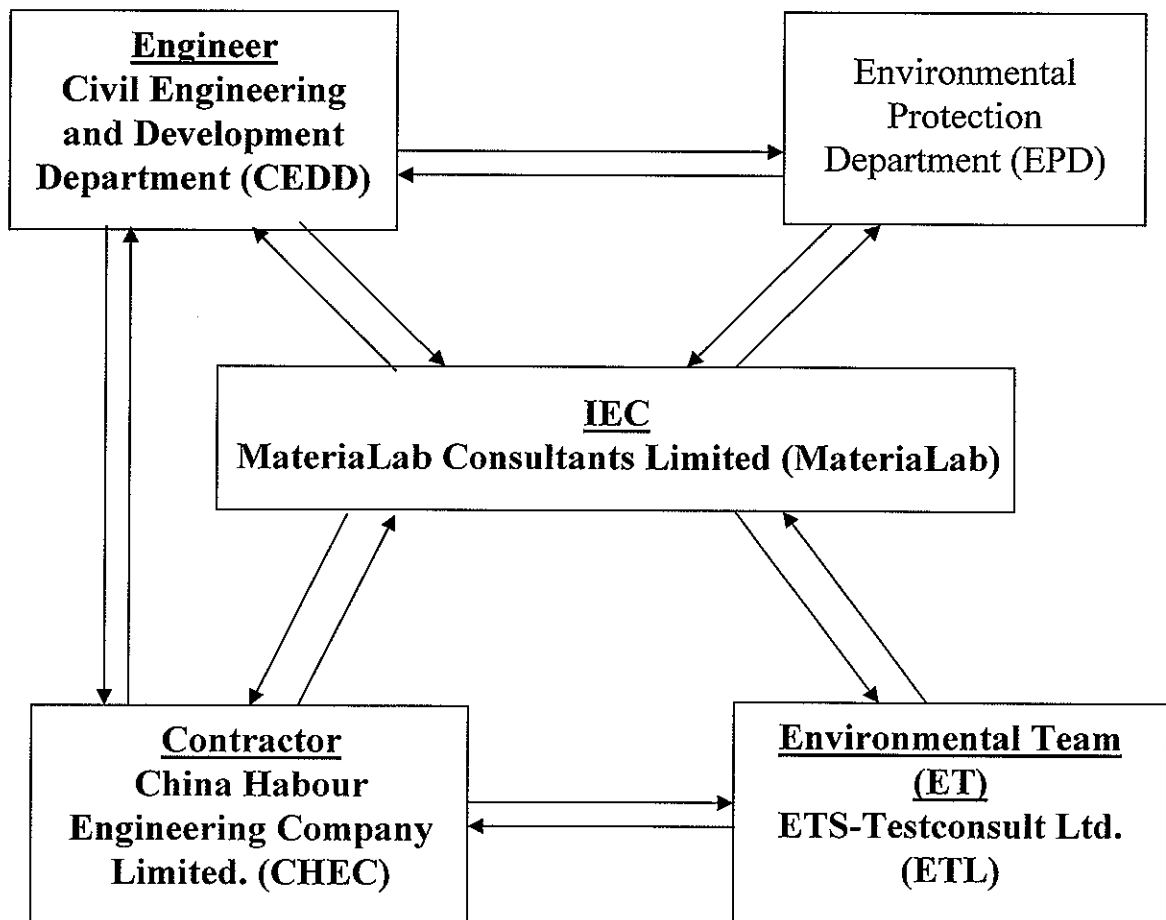 Engineer
Civil Engineering
and Development
Department (CEDD)
Environmental
Protection
Department (EPD)
IEC
MateriaLab Consultants Limited (MateriaLab)
Contractor
China Habour
Engineering Company
Limited. (CHEC)
Environmental Team
(ET)
ETS-Testconsult Ltd.
(ETL)